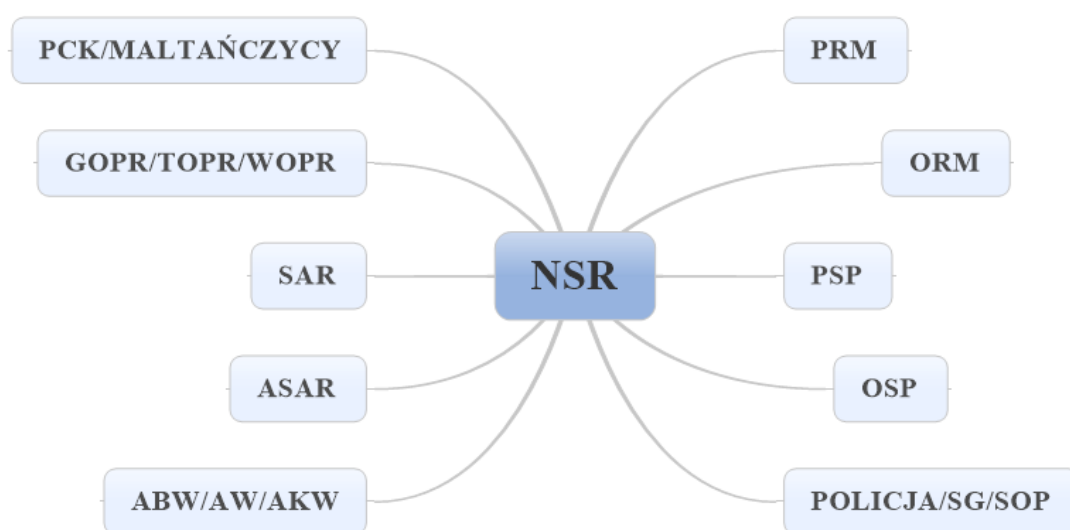 PCK/MALTAŃCZYCY
GOPR/TOPR/WOPR
SAR
ASAR
ABW/AW/AKW
NSR
PRM
ORM
PSP
OSP
POLICJA/SG/SOP